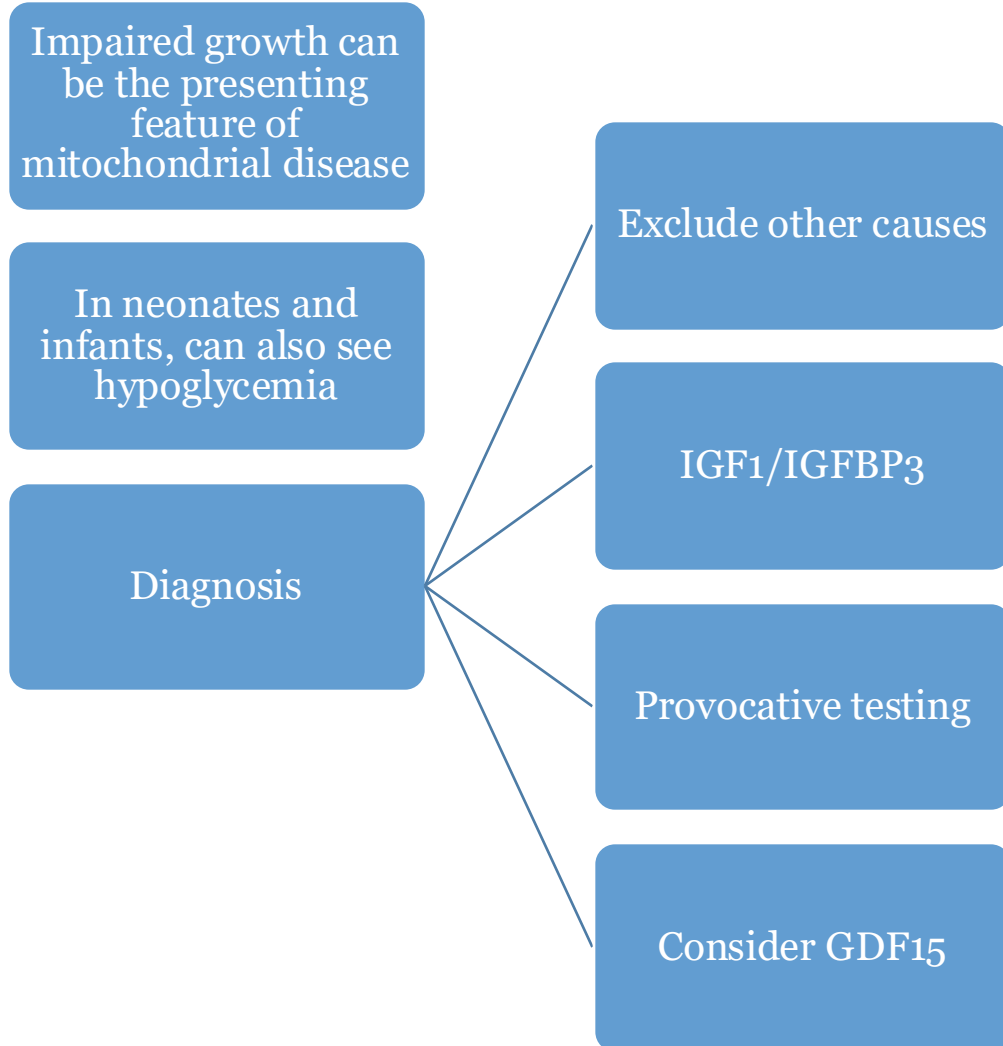 Impaired growth can
be the presenting
feature of
mitochondrial disease
In neonates and
infants, can also see
hypoglycemia
Diagnosis
Exclude other causes
IGF1/IGFBP3
Provocative testing
Consider GDF15